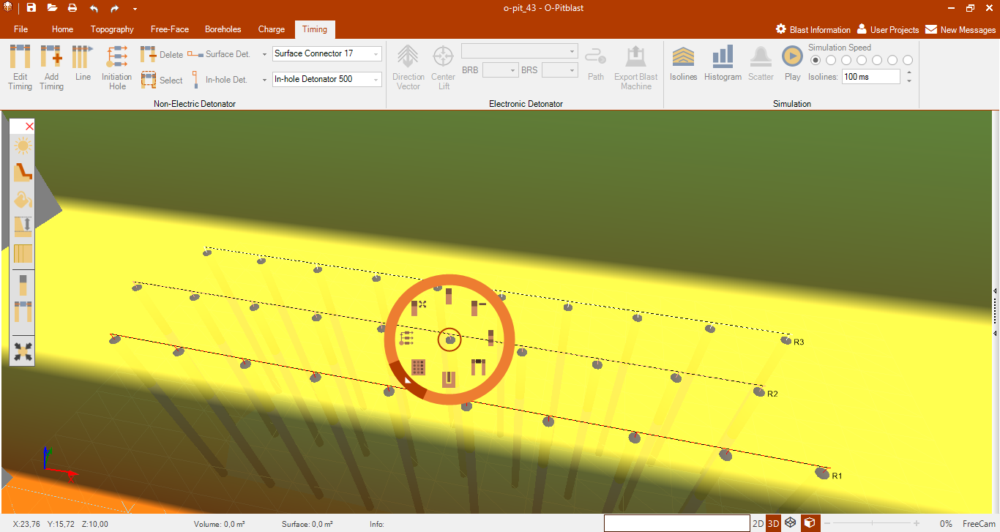 o-pit_43 - O-Pitblast
File Home Topography Free-Face Boreholes Charge Timing Blast Information User Projects New Messages
Edit Timing
Add Timing
Line
Initiation Hole
Delete
Select
Surface Det.
In-hole Det.
Surface Connector 17
In-hole Detonator 500
Non-Electric Detonator
Direction Vector
Center Lift
BRB
BRS
Path
Export Blast Machine
Electronic Detonator
Isolines
Histogram
Scatter
Play
Simulation Speed
Isolines: 100 ms
Simulation
R3
R2
R1
Z
X
X:23,76 Y:15,72 Z:10,00 Volume: 0,0 m³ Surface: 0,0 m² Info: 2D 3D 0% FreeCam